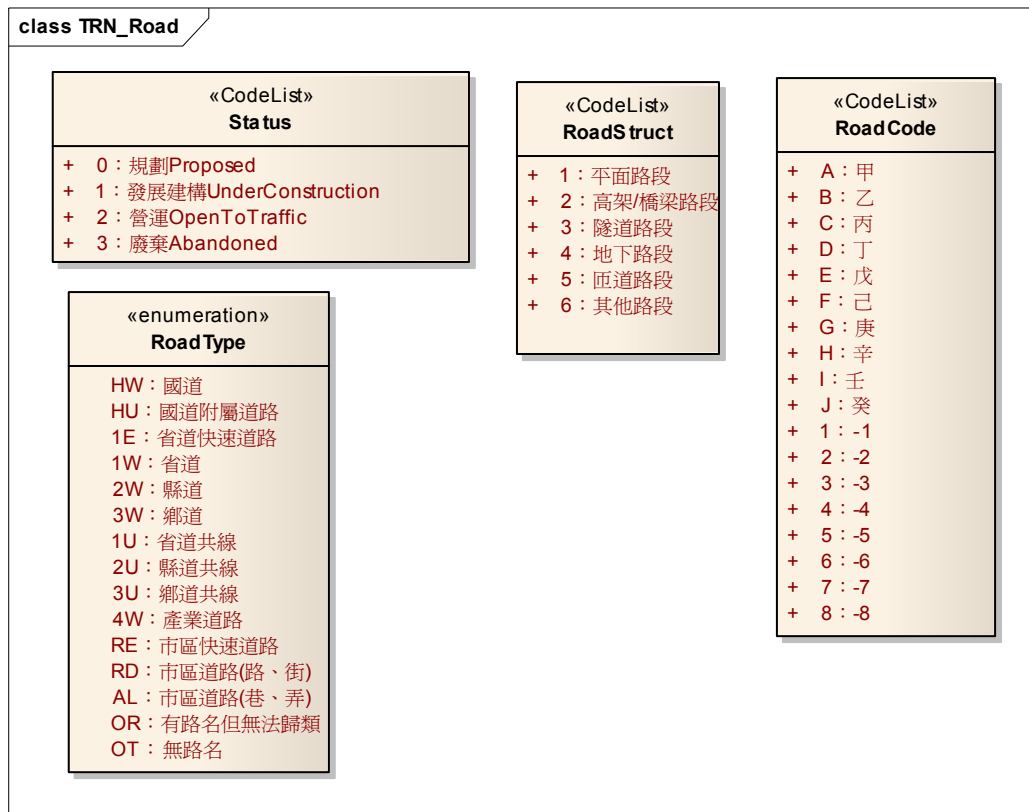 class TRN_Road
«CodeList»
Status
+ 0：規劃Proposed
+ 1：發展建構UnderConstruction
+ 2：營運OpenToTraffic
+ 3：廢棄Abandoned
«enumeration»
RoadType
HW：國道
HU：國道附屬道路
1E：省道快速道路
1W：省道
2W：縣道
3W：鄉道
1U：省道共線
2U：縣道共線
3U：鄉道共線
4W：產業道路
RE：市區快速道路
RD：市區道路(路、街)
AL：市區道路(巷、弄)
OR：有路名但無法歸類
OT：無路名
«CodeList»
RoadStruct
+ 1：平面路段
+ 2：高架/橋梁路段
+ 3：隧道路段
+ 4：地下路段
+ 5：匝道路段
+ 6：其他路段
«CodeList»
RoadCode
+ A：甲
+ B：乙
+ C：丙
+ D：丁
+ E：戊
+ F：己
+ G：庚
+ H：辛
+ I：壬
+ J：癸
+ 1：-1
+ 2：-2
+ 3：-3
+ 4：-4
+ 5：-5
+ 6：-6
+ 7：-7
+ 8：-8